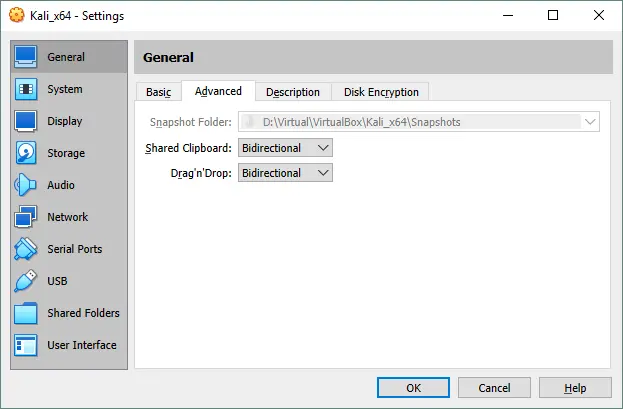 Kali_x64 - Settings
General
System
Display
Storage
Audio
Network
Serial Ports
USB
Shared Folders
User Interface
General
Basic Advanced Description Disk Encryption
Snapshot Folder: D:\Virtual\VirtualBox\Kali_x64\Snapshots
Shared Clipboard: Bidirectional
Drag'n'Drop: Bidirectional
OK Cancel Help